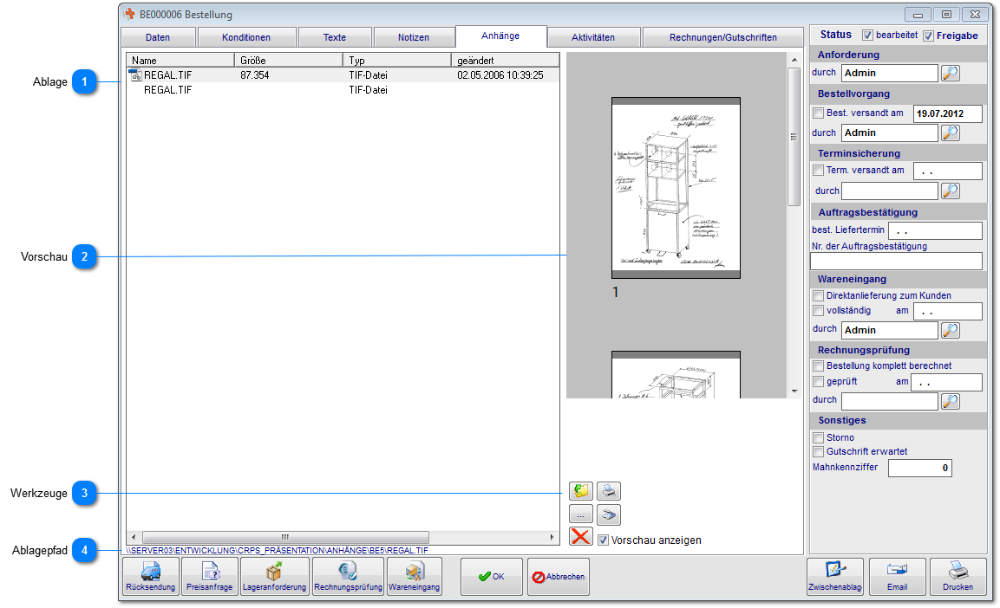 BE000006 Bestellung
Daten Konditionen Texte Notizen Anhänge Aktivitäten Rechnungen/Gutschriften
Name Größe Typ geändert
REGAL.TIF 87.354 TIF-Datei 02.05.2006 10:39:25
REGAL.TIF TIF-Datei
Ablage 1
Vorschau 2
Werkzeuge 3
Ablagepfad 4
1
...
Vorschau anzeigen
\\SERVER03\ENTWICKLUNG\CRPS_PRÄSENTATION\ANHÄNGE\BE5\REGAL.TIF
Status bearbeitet Freigabe
Anforderung
durch Admin
Bestellvorgang
Best. versandt am 19.07.2012
durch Admin
Terminsicherung
Term. versandt am . .
durch
Auftragsbestätigung
best. Liefertermin . .
Nr. der Auftragsbestätigung
Wareneingang
Direktanlieferung zum Kunden
vollständig am . .
durch Admin
Rechnungsprüfung
Bestellung komplett berechnet
geprüft am . .
durch
Sonstiges
Storno
Gutschrift erwartet
Mahnkennziffer 0
Rücksendung Preisanfrage Lageranforderung Rechnungsprüfung Wareneingang OK Abbrechen Zwischenablag Email Drucken